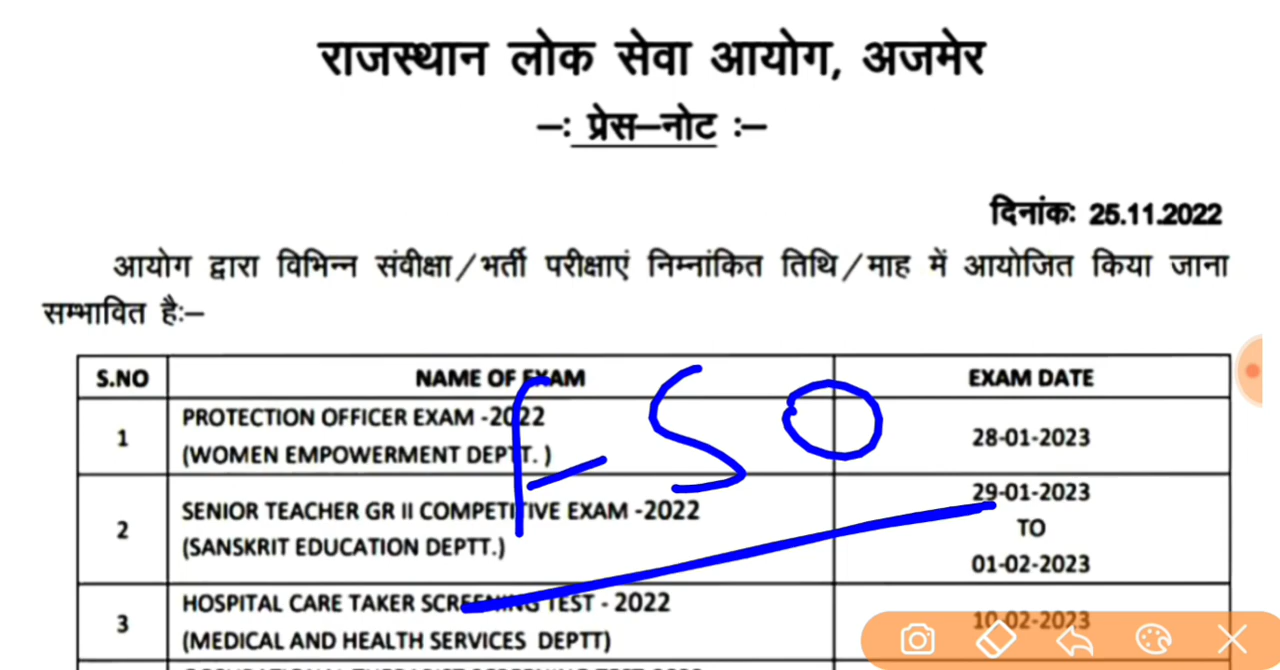 राजस्थान लोक सेवा आयोग, अजमेर
–: प्रेस–नोट :–
दिनांकः 25.11.2022
आयोग द्वारा विभिन्न संवीक्षा/भर्ती परीक्षाएं निम्नांकित तिथि/माह में आयोजित किया जाना
सम्भावित है:–
S.NO NAME OF EXAM EXAM DATE
1 PROTECTION OFFICER EXAM -2022
(WOMEN EMPOWERMENT DEPTT. ) 28-01-2023
FSO
2 SENIOR TEACHER GR II COMPETITIVE EXAM -2022
(SANSKRIT EDUCATION DEPTT.) 29-01-2023
TO
01-02-2023
3 HOSPITAL CARE TAKER SCREENING TEST - 2022
(MEDICAL AND HEALTH SERVICES DEPTT) 10-02-2023